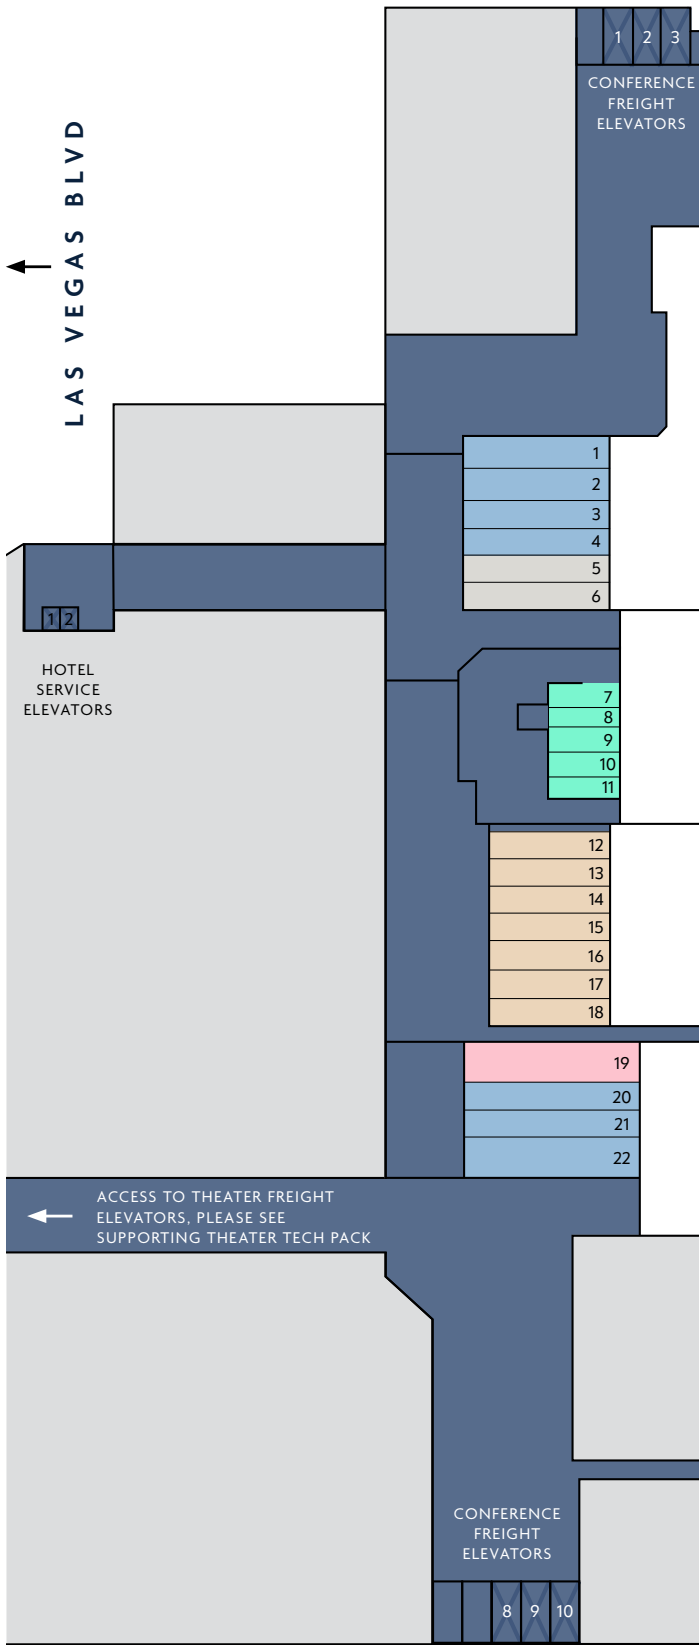 1 2 3
CONFERENCE
FREIGHT
ELEVATORS
LAS VEGAS BLVD
1
2
3
4
5
6
1 2
HOTEL
SERVICE
ELEVATORS
7
8
9
10
11
12
13
14
15
16
17
18
19
20
21
22
ACCESS TO THEATER FREIGHT
ELEVATORS, PLEASE SEE
SUPPORTING THEATER TECH PACK
CONFERENCE
FREIGHT
ELEVATORS
8 9 10